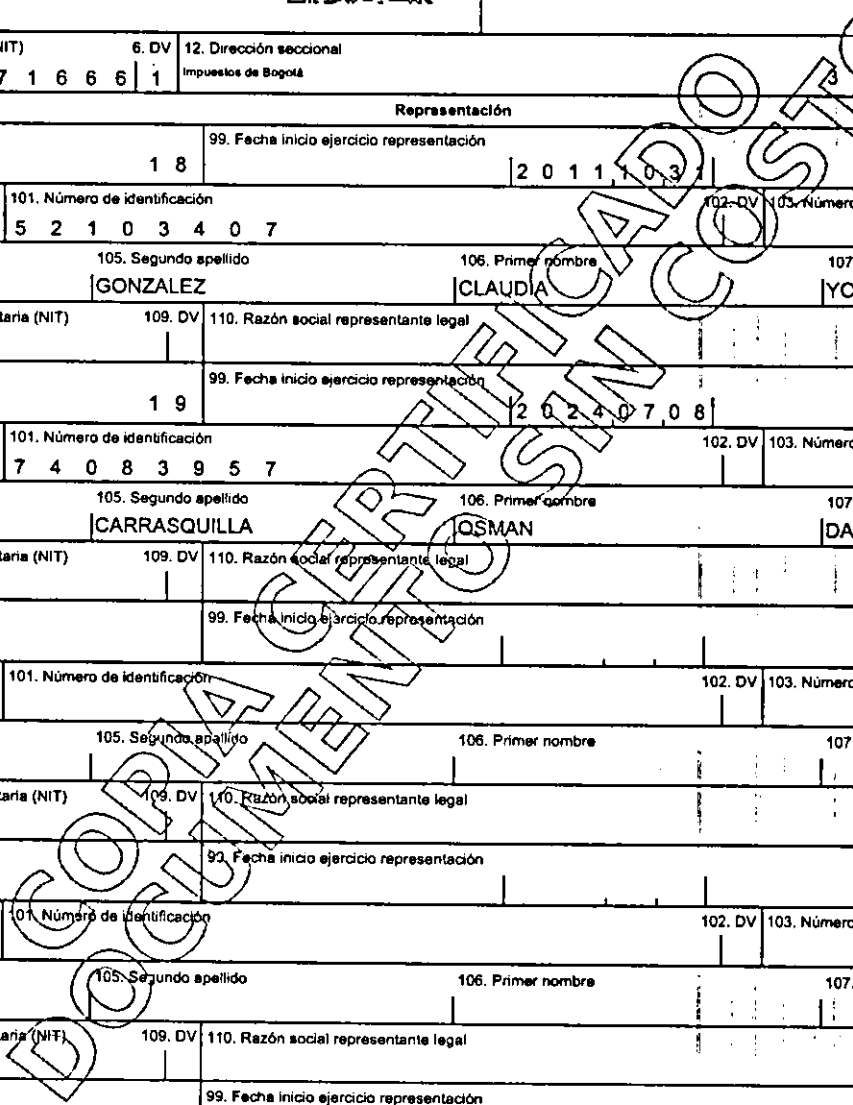 NIT) 6. DV 12. Dirección seccional
7 1 6 6 6 1 Impuestos de Bogotá 3
Representación
99. Fecha inicio ejercicio representación
1 8 2 0 1 1 1 0 3 1
101. Número de identificación 102. DV 103. Número
5 2 1 0 3 4 0 7
105. Segundo apellido 106. Primer nombre 107
GONZALEZ CLAUDIA YO
taria (NIT) 109. DV 110. Razón social representante legal
99. Fecha inicio ejercicio representación
1 9 2 0 2 4 0 7 0 8
101. Número de identificación 102. DV 103. Número
7 4 0 8 3 9 5 7
105. Segundo apellido 106. Primer nombre 107
CARRASQUILLA OSMAN DA
taria (NIT) 109. DV 110. Razón social representante legal
99. Fecha inicio ejercicio representación
101. Número de identificación 102. DV 103. Número
105. Segundo apellido 106. Primer nombre 107
taria (NIT) 109. DV 110. Razón social representante legal
99. Fecha inicio ejercicio representación
101. Número de identificación 102. DV 103. Número
105. Segundo apellido 106. Primer nombre 107.
taria (NIT) 109. DV 110. Razón social representante legal
99. Fecha inicio ejercicio representación
COPIA CERTIFICADO
DOCUMENTO SIN COSTO